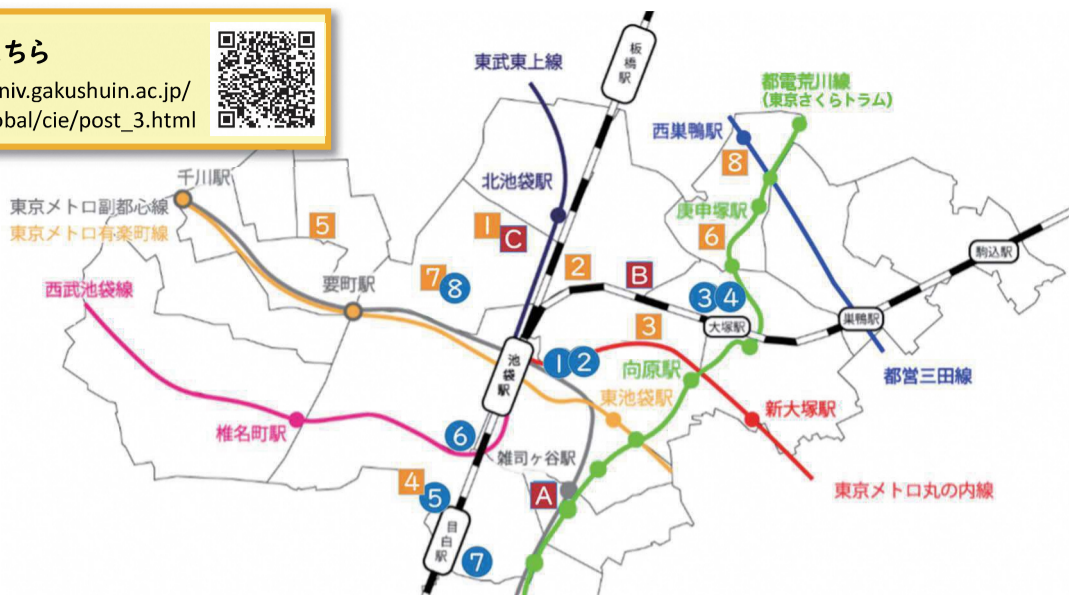 こちら
niv.gakushuin.ac.jp/
obal/cie/post_3.html
板橋駅
東武東上線
都電荒川線
(東京さくらトラム)
西巣鴨駅
8
千川駅
北池袋駅
東京メトロ副都心線
庚申塚駅
5
1
C
東京メトロ有楽町線
6
駒込駅
7
8
2
B
要町駅
西武池袋線
3
4
大塚駅
巣鴨駅
3
池袋駅
1
2
向原駅
都営三田線
東池袋駅
新大塚駅
椎名町駅
6
雑司ヶ谷駅
4
5
A
東京メトロ丸の内線
目白駅
7